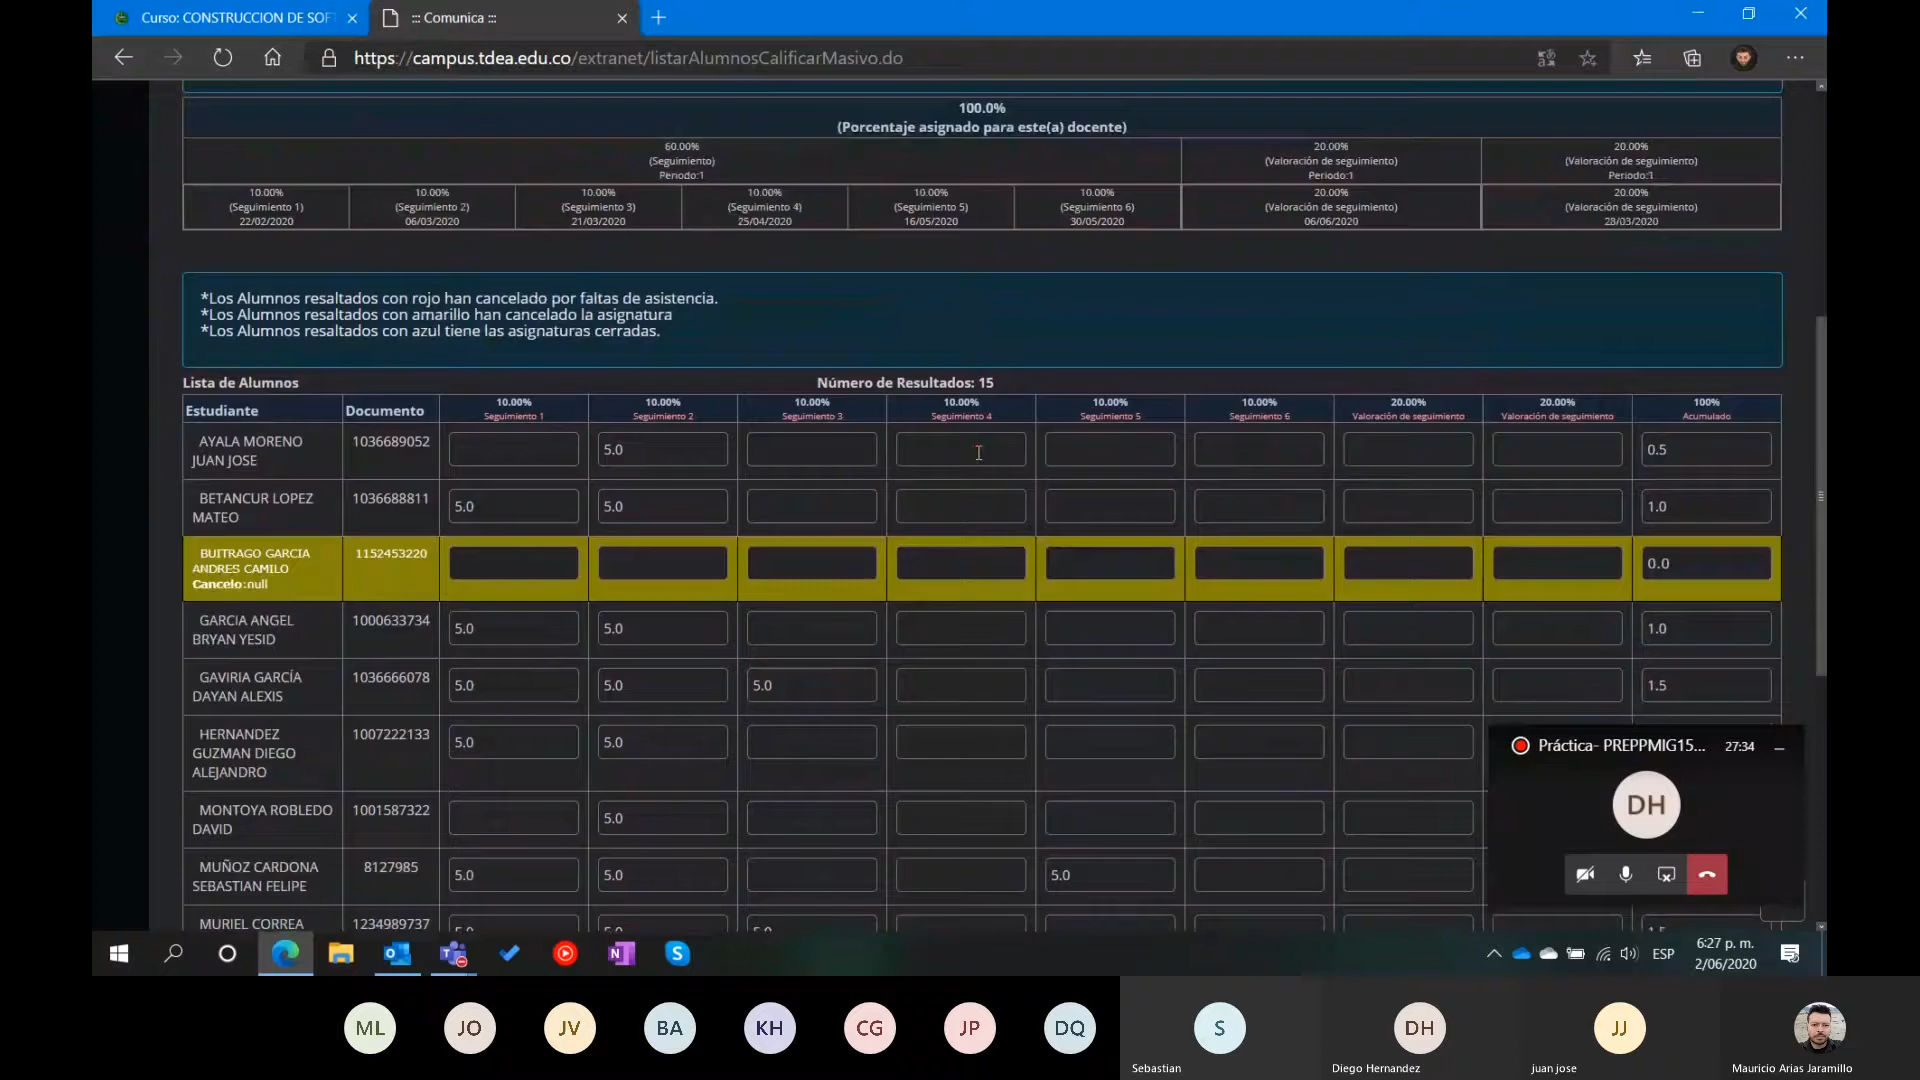 Curso: CONSTRUCCION DE SOF
::: Comunica :::
https://campus.tdea.edu.co/extranet/listarAlumnosCalificarMasivo.do
100.0%
(Porcentaje asignado para este(a) docente)
60.00%
(Seguimiento)
Periodo:1
20.00%
(Valoración de seguimiento)
Periodo:1
20.00%
(Valoración de seguimiento)
Periodo:1
10.00%
(Seguimiento 1)
22/02/2020
10.00%
(Seguimiento 2)
06/03/2020
10.00%
(Seguimiento 3)
21/03/2020
10.00%
(Seguimiento 4)
25/04/2020
10.00%
(Seguimiento 5)
16/05/2020
10.00%
(Seguimiento 6)
30/05/2020
20.00%
(Valoración de seguimiento)
06/06/2020
20.00%
(Valoración de seguimiento)
28/03/2020
*Los Alumnos resaltados con rojo han cancelado por faltas de asistencia.
*Los Alumnos resaltados con amarillo han cancelado la asignatura
*Los Alumnos resaltados con azul tiene las asignaturas cerradas.
Lista de Alumnos
Número de Resultados: 15
Estudiante Documento 10.00% 10.00% 10.00% 10.00% 10.00% 10.00% 20.00% 20.00% 100%
Seguimiento 1 Seguimiento 2 Seguimiento 3 Seguimiento 4 Seguimiento 5 Seguimiento 6 Valoración de seguimiento Valoración de seguimiento Acumulado
AYALA MORENO 1036689052 5.0 0.5
JUAN JOSE
BETANCUR LOPEZ 1036688811 5.0 5.0 1.0
MATEO
BUITRAGO GARCIA 1152453220 0.0
ANDRES CAMILO
Cancelo:null
GARCIA ANGEL 1000633734 5.0 5.0 1.0
BRYAN YESID
GAVIRIA GARCÍA 1036666078 5.0 5.0 5.0 1.5
DAYAN ALEXIS
HERNANDEZ 1007222133 5.0 5.0
GUZMAN DIEGO
ALEJANDRO
MONTOYA ROBLEDO 1001587322 5.0
DAVID
MUÑOZ CARDONA 8127985 5.0 5.0 5.0
SEBASTIAN FELIPE
MURIEL CORREA 1234989737
Práctica- PREPPMIG15... 27:34
DH
ESP
6:27 p. m.
2/06/2020
ML JO JV BA KH CG JP DQ S DH JJ
Sebastian Diego Hernandez juan jose Mauricio Arias Jaramillo